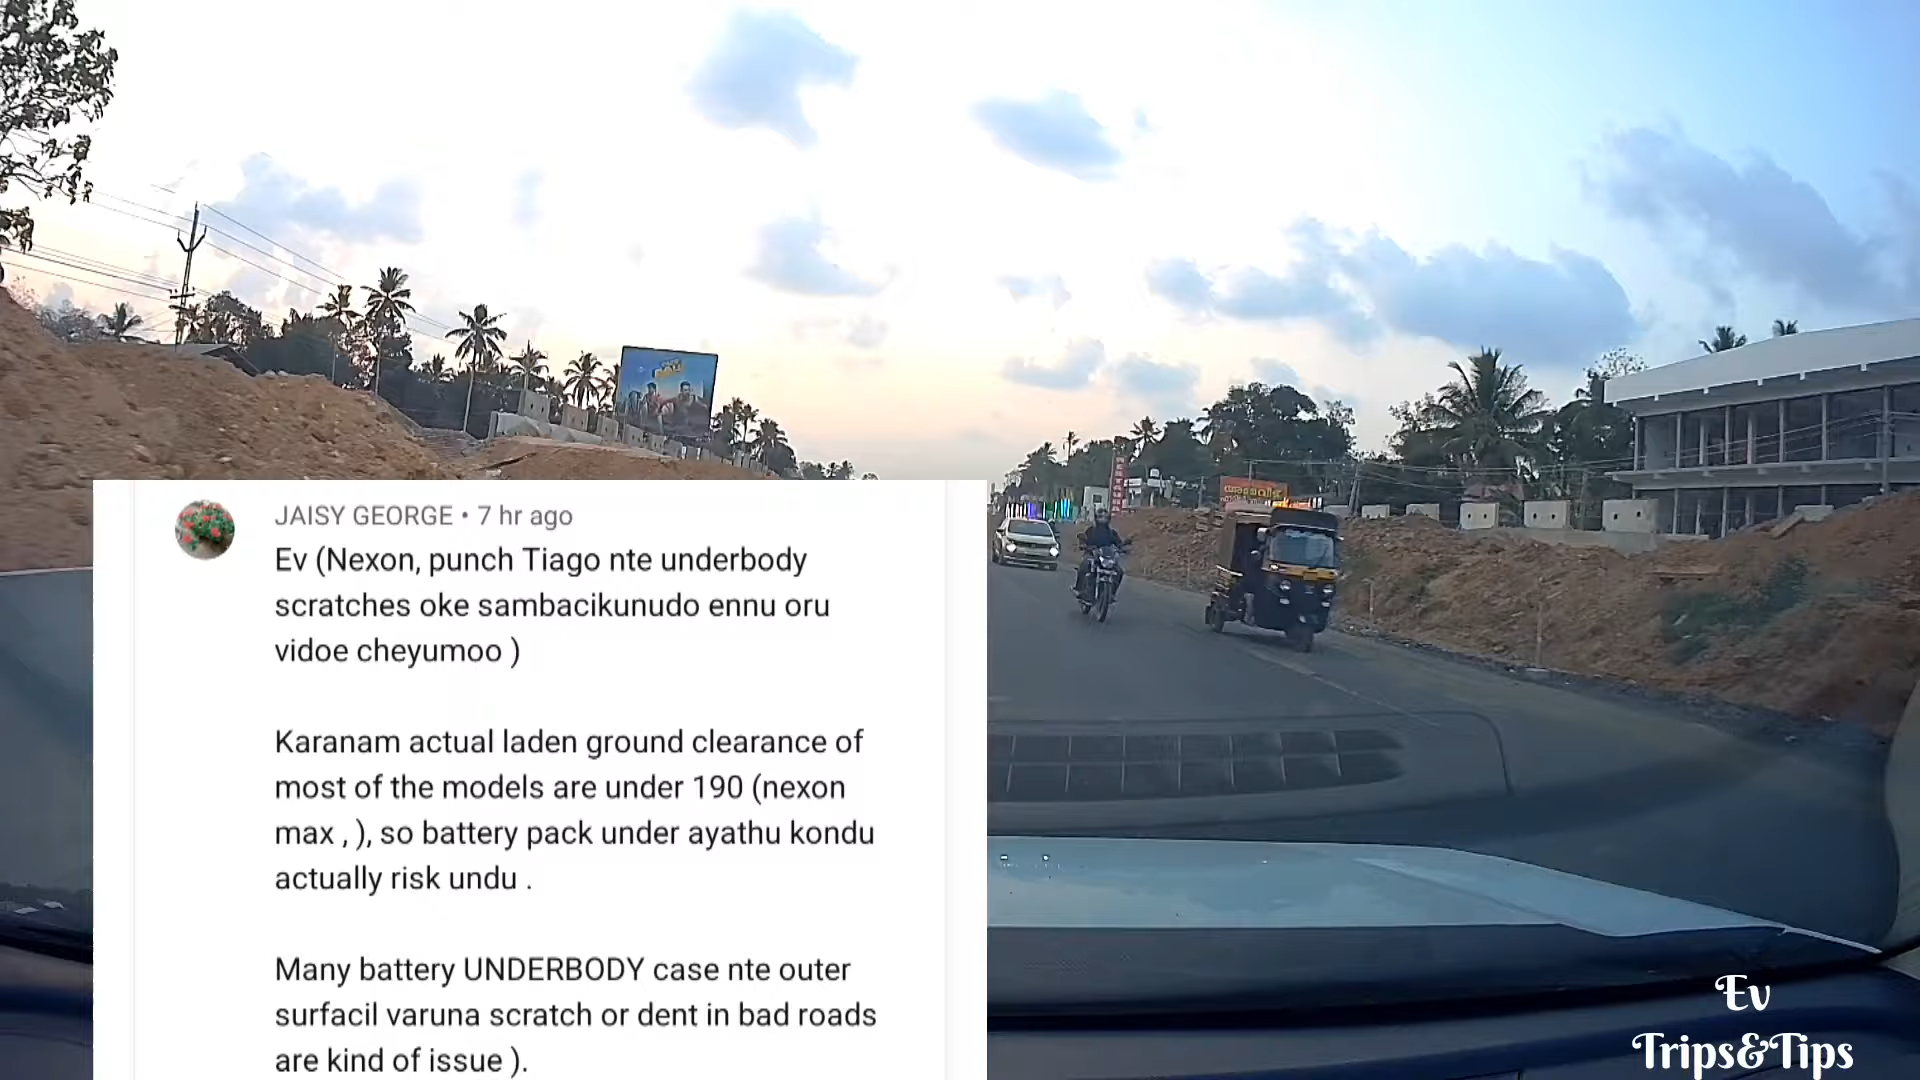 JAISY GEORGE • 7 hr ago
Ev (Nexon, punch Tiago nte underbody
scratches oke sambacikunudo ennu oru
vidoe cheyumoo )
Karanam actual laden ground clearance of
most of the models are under 190 (nexon
max , ), so battery pack under ayathu kondu
actually risk undu .
Many battery UNDERBODY case nte outer
surfacil varuna scratch or dent in bad roads
are kind of issue ).
Ev
Trips&Tips